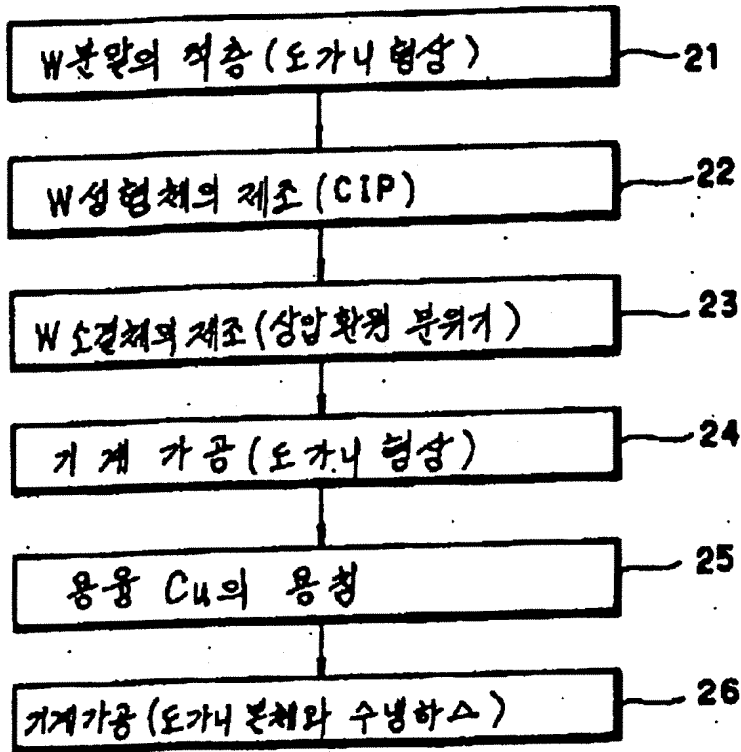 W분말의 적층(도가니 형상) 21
W성형체의 제조(CIP) 22
W소결체의 제조(상압환원 분위기) 23
기계 가공(도가니 형상) 24
용융 Cu의 용침 25
기계가공(도가니 본체와 수냉하스) 26